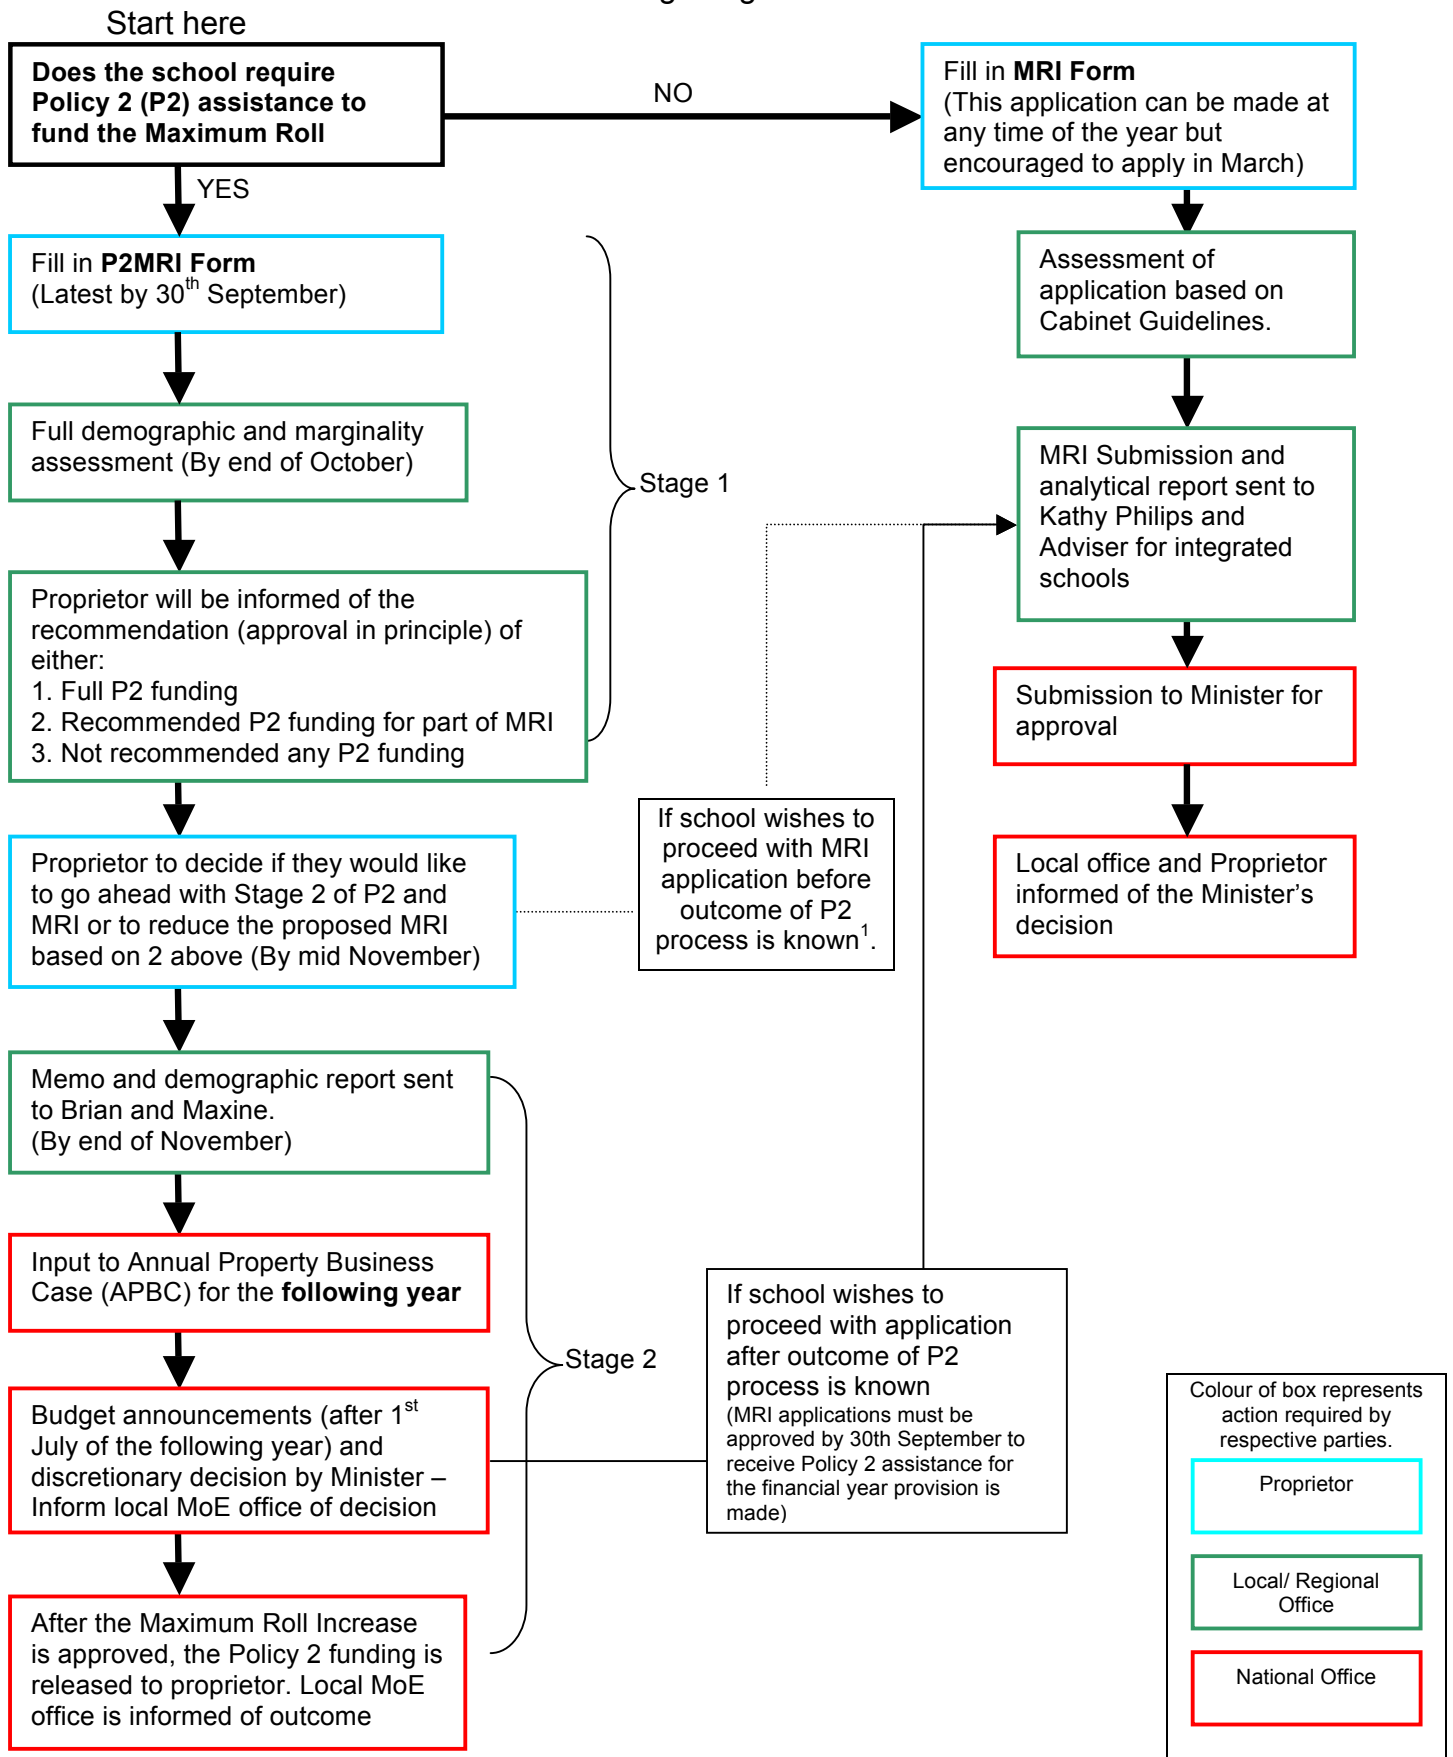 Start here
Does the school require
Policy 2 (P2) assistance to
fund the Maximum Roll
NO
YES
Fill in MRI Form
(This application can be made at
any time of the year but
encouraged to apply in March)
Fill in P2MRI Form
(Latest by 30th September)
Assessment of
application based on
Cabinet Guidelines.
Full demographic and marginality
assessment (By end of October)
Stage 1
MRI Submission and
analytical report sent to
Kathy Philips and
Adviser for integrated
schools
Proprietor will be informed of the
recommendation (approval in principle) of
either:
1. Full P2 funding
2. Recommended P2 funding for part of MRI
3. Not recommended any P2 funding
Submission to Minister for
approval
Proprietor to decide if they would like
to go ahead with Stage 2 of P2 and
MRI or to reduce the proposed MRI
based on 2 above (By mid November)
If school wishes to
proceed with MRI
application before
outcome of P2
process is known1.
Local office and Proprietor
informed of the Minister's
decision
Memo and demographic report sent
to Brian and Maxine.
(By end of November)
Input to Annual Property Business
Case (APBC) for the following year
Stage 2
If school wishes to
proceed with application
after outcome of P2
process is known
(MRI applications must be
approved by 30th September to
receive Policy 2 assistance for
the financial year provision is
made)
Budget announcements (after 1st
July of the following year) and
discretionary decision by Minister –
Inform local MoE office of decision
After the Maximum Roll Increase
is approved, the Policy 2 funding is
released to proprietor. Local MoE
office is informed of outcome
Colour of box represents
action required by
respective parties.
Proprietor
Local/ Regional
Office
National Office